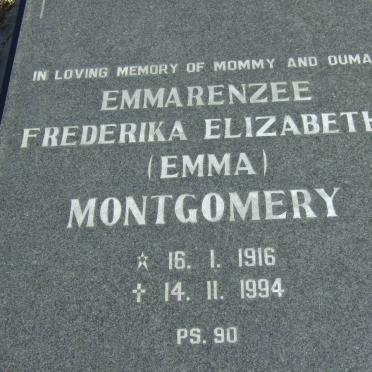 IN LOVING MEMORY OF MOMMY AND OUMA
EMMARENZEE
FREDERIKA ELIZABETH
(EMMA)
MONTGOMERY
☆ 16. 1. 1916
✝ 14. 11. 1994
PS. 90